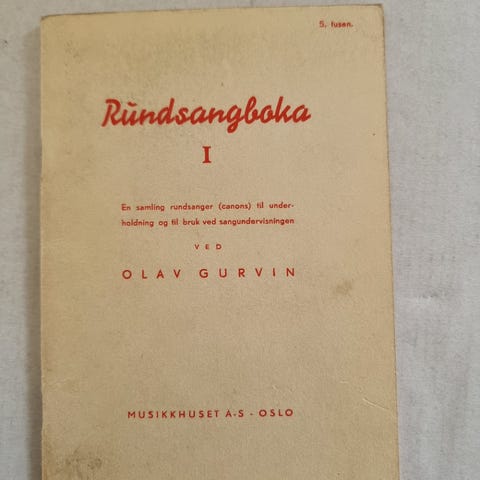 5. tusen.
Rundsangboka
I
En samling rundsanger (canons) til under-
holdning og til bruk ved sangundervisningen
VED
OLAV GURVIN
MUSIKKHUSET A-S - OSLO